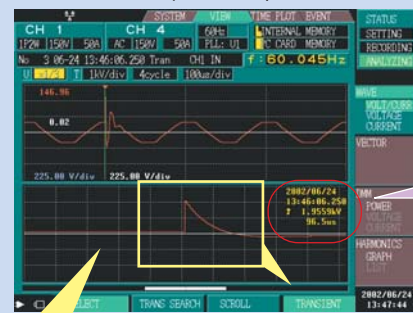 SYSTEM VIEW TIME PLOT EVENT
CH 1 CH 4 60Hz INTERNAL MEMORY
1P2W 150V 50A AC 150V 50A PLL: U1 PC CARD MEMORY
No 3 06-24 13:46:06.250 Tran CH1 IN f:60.045Hz
U x1/3 T 1kV/div 4cycle 100us/div
146.96
0.02
225.00 V/div 225.00 V/div
2002/06/24
13:46:06.250
1.9559kV
96.5us
SELECT TRANS SEARCH SCROLL TRANSIENT
STATUS
SETTING
RECORDING
ANALYZING
WAVE
VOLT/CURR
VOLTAGE
CURRENT
VECTOR
DMM
POWER
VOLTAGE
CURRENT
HARMONICS
GRAPH
LIST
2002/06/24
13:47:44